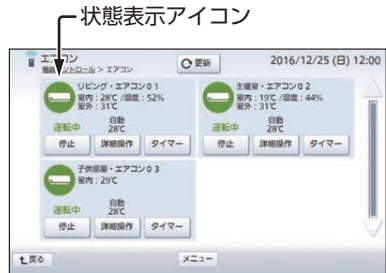 状態表示アイコン
エアコン
機器コントロール > エアコン
更新
2016/12/25 (日) 12:00
リビング・エアコン01
室内：28℃ /湿度：52%
室外：31℃
運転中
自動
28℃
停止 詳細操作 タイマー
主寝室・エアコン02
室内：19℃ /湿度：44%
室外：31℃
運転中
自動
28℃
停止 詳細操作 タイマー
子供部屋・エアコン03
室内：29℃
運転中
自動
28℃
停止 詳細操作 タイマー
戻る
メニュー